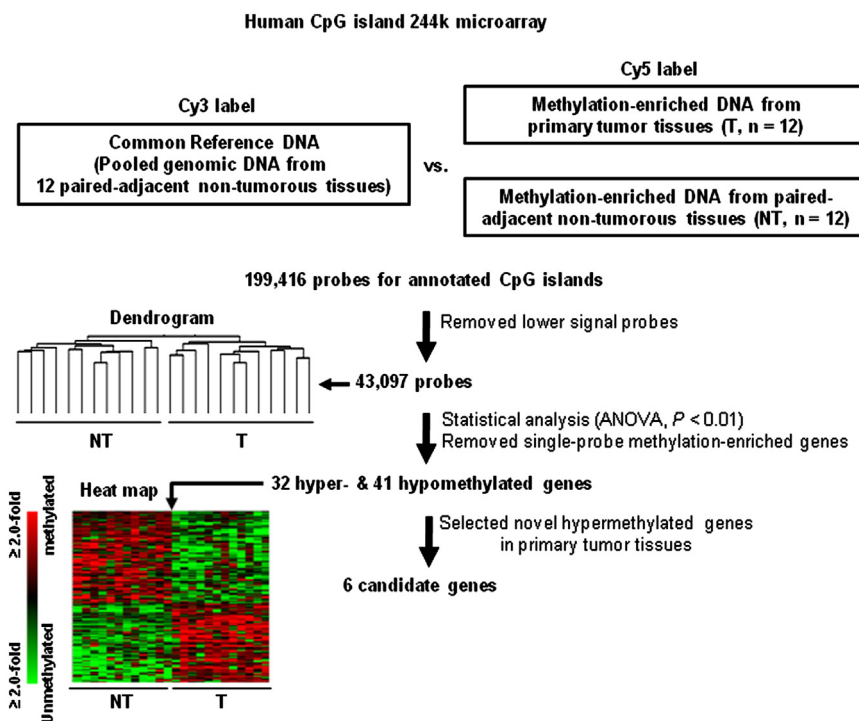 Human CpG island 244k microarray
Cy5 label
Methylation-enriched DNA from
primary tumor tissues (T, n = 12)
Cy3 label
Common Reference DNA
(Pooled genomic DNA from
12 paired-adjacent non-tumorous tissues)
vs.
Methylation-enriched DNA from paired-
adjacent non-tumorous tissues (NT, n = 12)
199,416 probes for annotated CpG islands
Removed lower signal probes
Dendrogram
NT
T
43,097 probes
Statistical analysis (ANOVA, P < 0.01)
Removed single-probe methylation-enriched genes
32 hyper- & 41 hypomethylated genes
Heat map
≥ 2.0-fold
methylated
≥ 2.0-fold
Unmethylated
NT
T
Selected novel hypermethylated genes
in primary tumor tissues
6 candidate genes